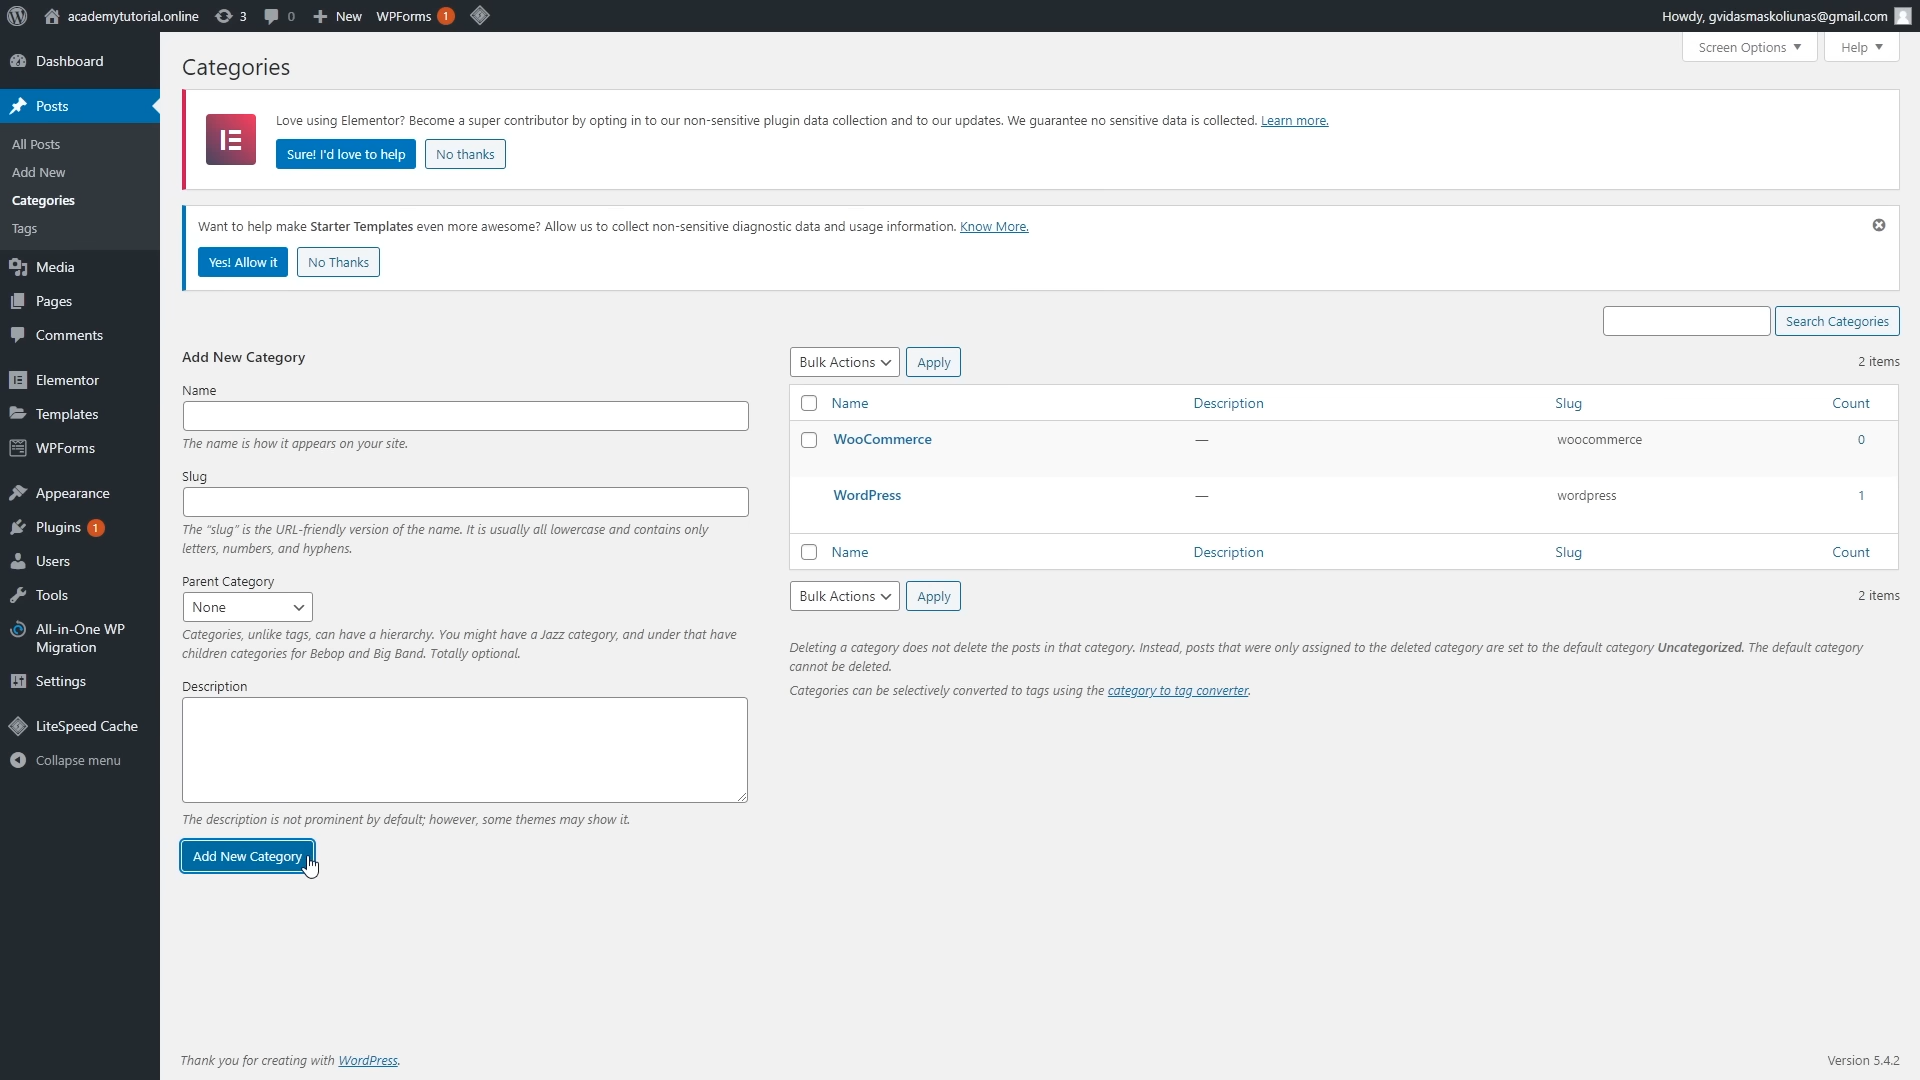 academytutorial.online 3 0 New WPForms 1 Howdy, gvidasmaskoliunas@gmail.com
Screen Options Help
Dashboard
Posts
All Posts
Add New
Categories
Tags
Media
Pages
Comments
Elementor
Templates
WPForms
Appearance
Plugins 1
Users
Tools
All-in-One WP
Migration
Settings
LiteSpeed Cache
Collapse menu
Categories
Love using Elementor? Become a super contributor by opting in to our non-sensitive plugin data collection and to our updates. We guarantee no sensitive data is collected. Learn more.
Sure! I'd love to help No thanks
Want to help make Starter Templates even more awesome? Allow us to collect non-sensitive diagnostic data and usage information. Know More.
Yes! Allow it No Thanks
Search Categories
Add New Category
Name
The name is how it appears on your site.
Slug
The “slug” is the URL-friendly version of the name. It is usually all lowercase and contains only
letters, numbers, and hyphens.
Parent Category
None
Categories, unlike tags, can have a hierarchy. You might have a Jazz category, and under that have
children categories for Bebop and Big Band. Totally optional.
Description
The description is not prominent by default; however, some themes may show it.
Add New Category
Bulk Actions Apply 2 items
Name Description Slug Count
WooCommerce — woocommerce 0
WordPress — wordpress 1
Name Description Slug Count
Bulk Actions Apply 2 items
Deleting a category does not delete the posts in that category. Instead, posts that were only assigned to the deleted category are set to the default category Uncategorized. The default category
cannot be deleted.
Categories can be selectively converted to tags using the category to tag converter.
Thank you for creating with WordPress. Version 5.4.2